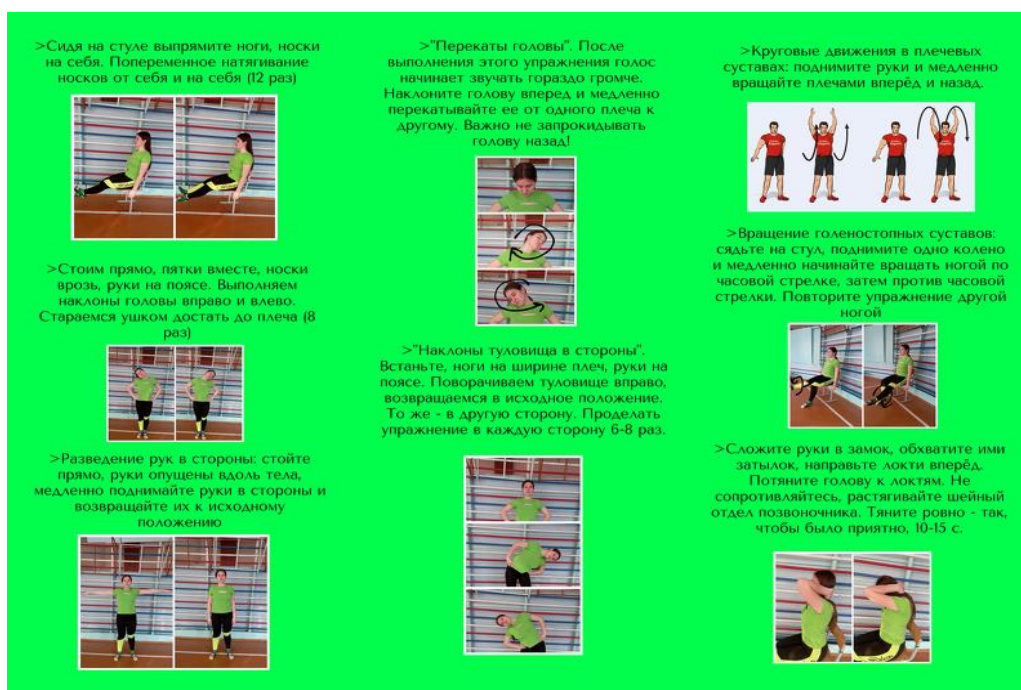 >Сидя на стуле выпрямите ноги, носки
на себя. Попеременное натягивание
носков от себя и на себя (12 раз)
>Стоим прямо, пятки вместе, носки
врозь, руки на поясе. Выполняем
наклоны головы вправо и влево.
Стараемся ушком достать до плеча (8
раз)
>Разведение рук в стороны: стойте
прямо, руки опущены вдоль тела,
медленно поднимайте руки в стороны и
возвращайте их к исходному
положению
>"Перекаты головы". После
выполнения этого упражнения голос
начинает звучать гораздо громче.
Наклоните голову вперед и медленно
перекатывайте ее от одного плеча к
другому. Важно не запрокидывать
голову назад!
>"Наклоны туловища в стороны".
Встаньте, ноги на ширине плеч, руки на
поясе. Поворачиваем туловище вправо,
возвращаемся в исходное положение.
То же - в другую сторону. Проделать
упражнение в каждую сторону 6-8 раз.
>Круговые движения в плечевых
суставах: поднимите руки и медленно
вращайте плечами вперёд и назад.
>Вращение голеностопных суставов:
сядьте на стул, поднимите одно колено
и медленно начинайте вращать ногой по
часовой стрелке, затем против часовой
стрелки. Повторите упражнение другой
ногой
>Сложите руки в замок, обхватите ими
затылок, направьте локти вперёд.
Потяните голову к локтям. Не
сопротивляйтесь, растягивайте шейный
отдел позвоночника. Тяните ровно - так,
чтобы было приятно, 10-15 с.